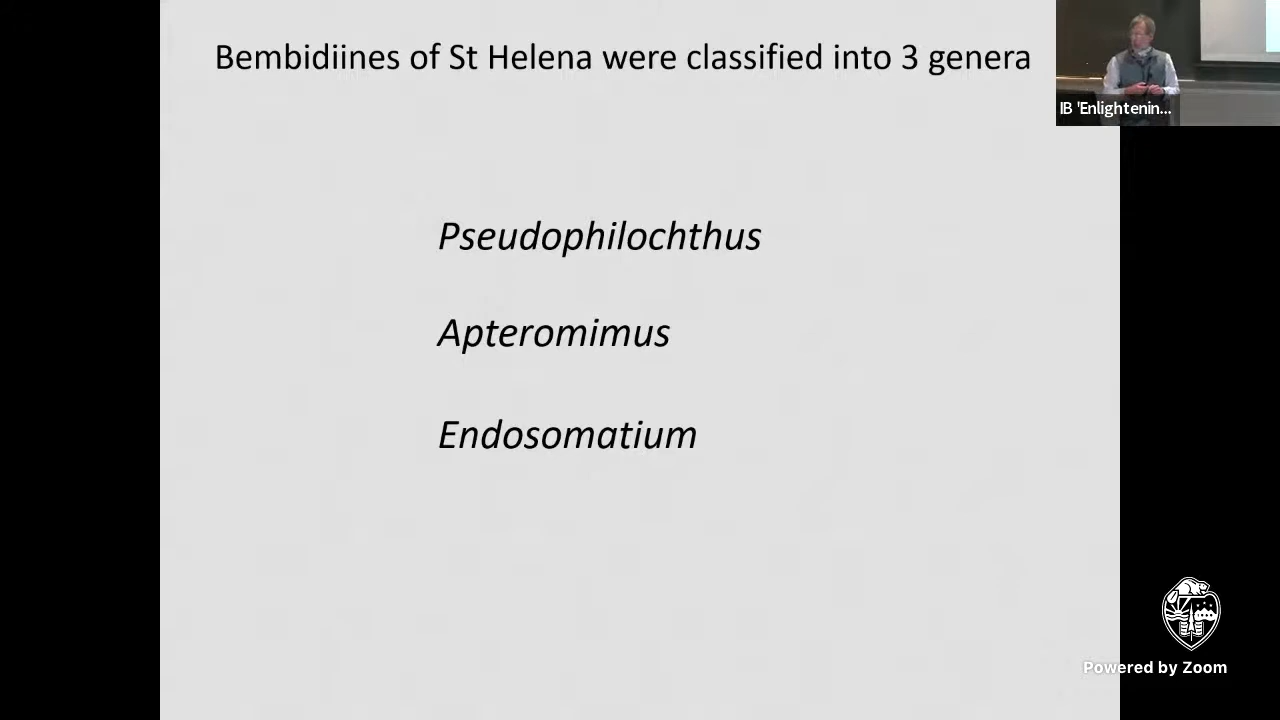 Bembidiines of St Helena were classified into 3 genera
IB 'Enlightenin...
Pseudophilochthus
Apteromimus
Endosomatium
Powered by Zoom